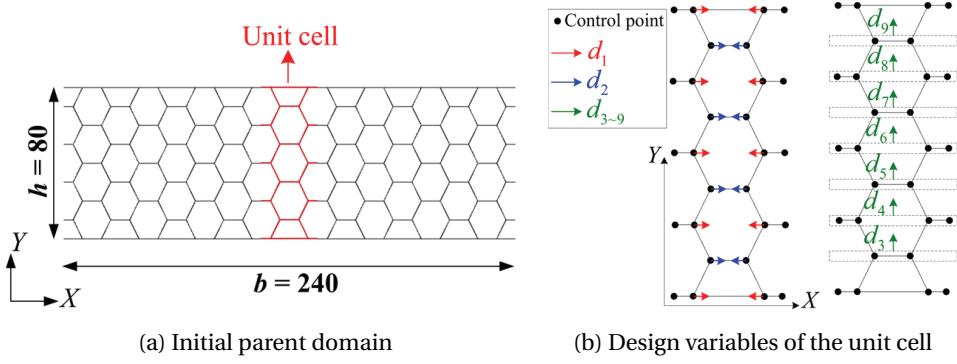 Unit cell
h = 80
Y
X
b = 240
(a) Initial parent domain
Control point
d1
d2
d3~9
Y
X
d9
d8
d7
d6
d5
d4
d3
(b) Design variables of the unit cell